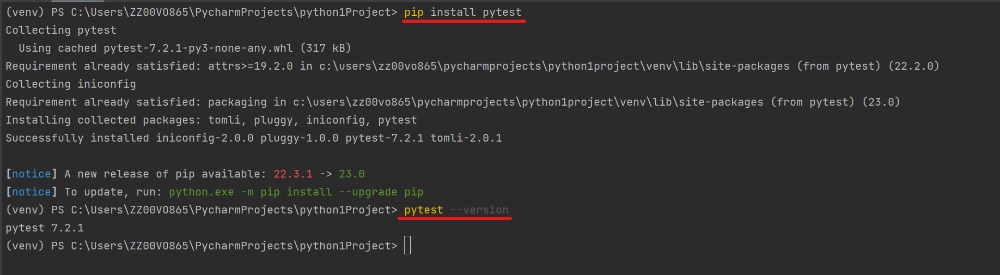 (venv) PS C:\Users\ZZ00VO865\PycharmProjects\python1Project> pip install pytest
Collecting pytest
  Using cached pytest-7.2.1-py3-none-any.whl (317 kB)
Requirement already satisfied: attrs>=19.2.0 in c:\users\zz00vo865\pycharmprojects\python1project\venv\lib\site-packages (from pytest) (22.2.0)
Collecting iniconfig
Requirement already satisfied: packaging in c:\users\zz00vo865\pycharmprojects\python1project\venv\lib\site-packages (from pytest) (23.0)
Installing collected packages: tomli, pluggy, iniconfig, pytest
Successfully installed iniconfig-2.0.0 pluggy-1.0.0 pytest-7.2.1 tomli-2.0.1

[notice] A new release of pip available: 22.3.1 -> 23.0
[notice] To update, run: python.exe -m pip install --upgrade pip
(venv) PS C:\Users\ZZ00VO865\PycharmProjects\python1Project> pytest --version
pytest 7.2.1
(venv) PS C:\Users\ZZ00VO865\PycharmProjects\python1Project>